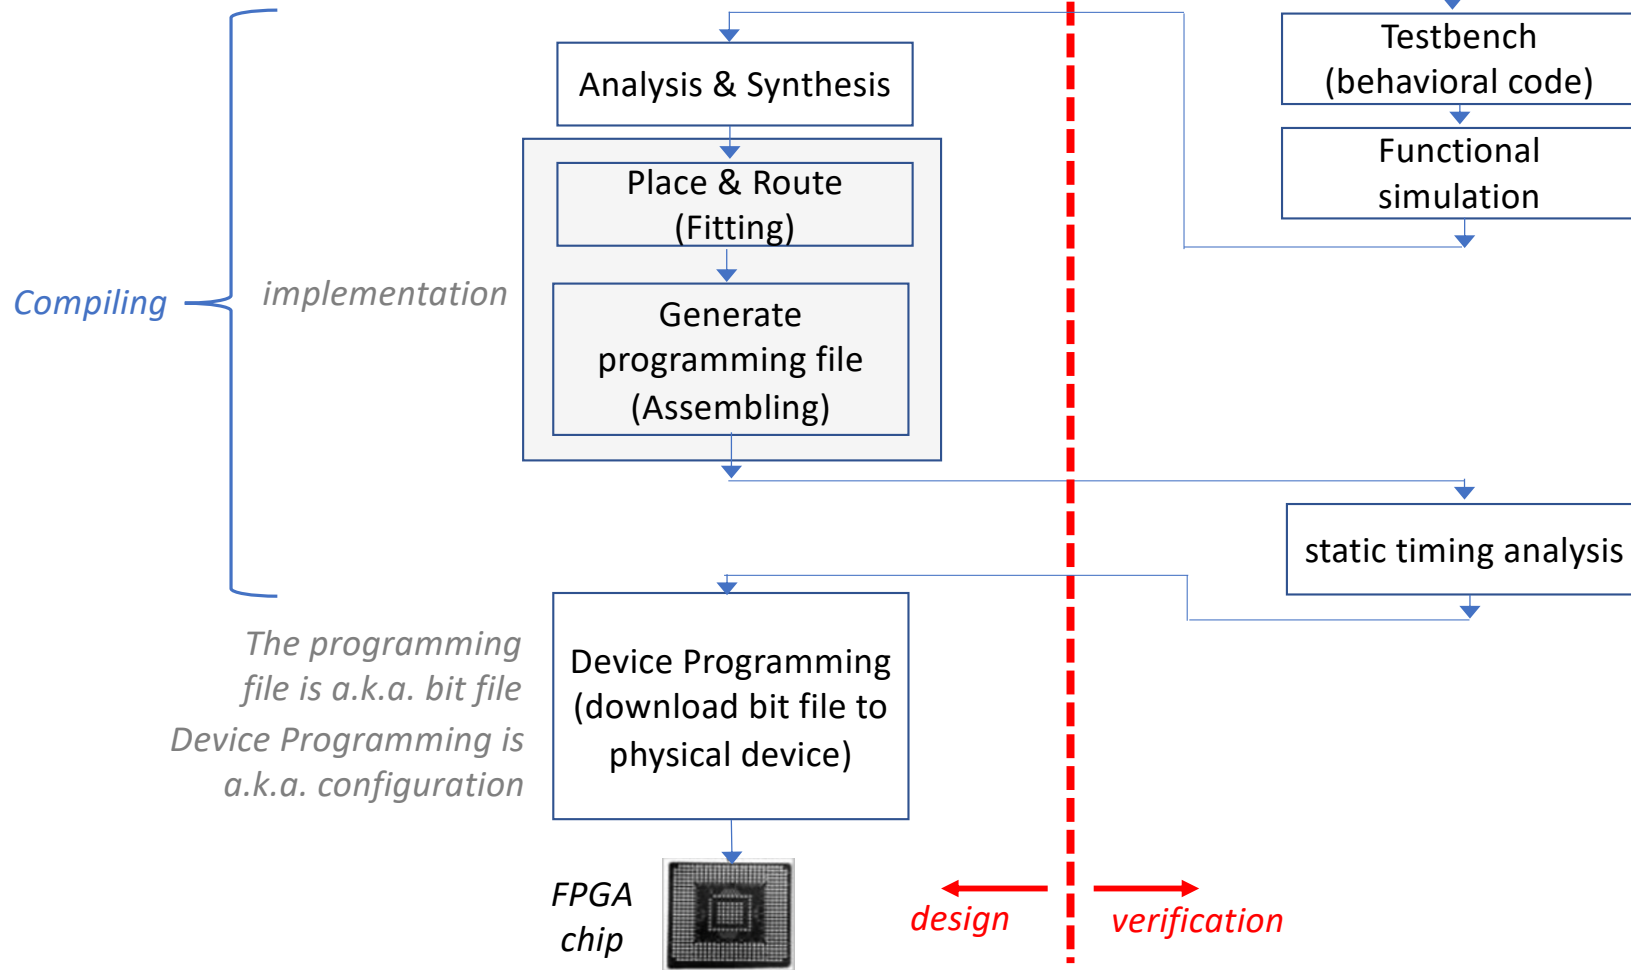 Testbench
(behavioral code)
Analysis & Synthesis
Functional
simulation
Place & Route
(Fitting)
Compiling
implementation
Generate
programming file
(Assembling)
static timing analysis
The programming
file is a.k.a. bit file
Device Programming is
a.k.a. configuration
Device Programming
(download bit file to
physical device)
FPGA
chip
design
verification